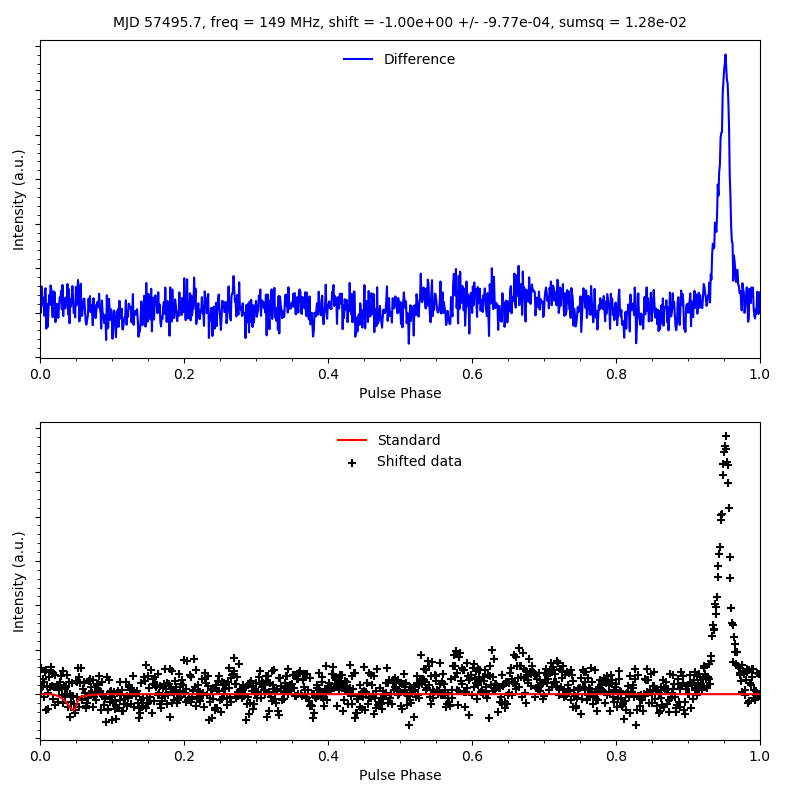 MJD 57495.7, freq = 149 MHz, shift = -1.00e+00 +/- -9.77e-04, sumsq = 1.28e-02
Difference
Intensity (a.u.)
0.0 0.2 0.4 0.6 0.8 1.0
Pulse Phase
Standard
Shifted data
Intensity (a.u.)
0.0 0.2 0.4 0.6 0.8 1.0
Pulse Phase